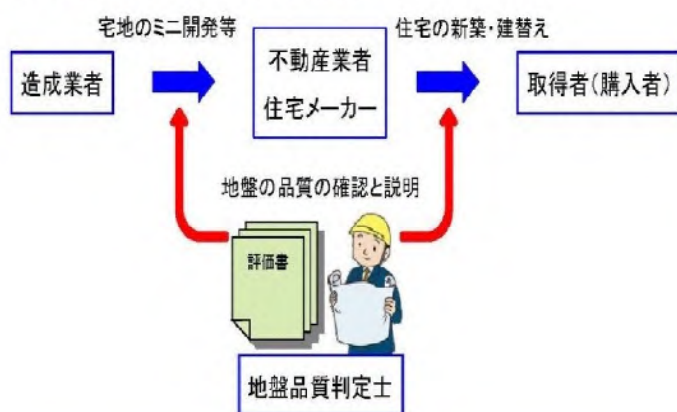 宅地のミニ開発等
住宅の新築・建替え
造成業者
不動産業者
住宅メーカー
取得者(購入者)
地盤の品質の確認と説明
評価書
地盤品質判定士